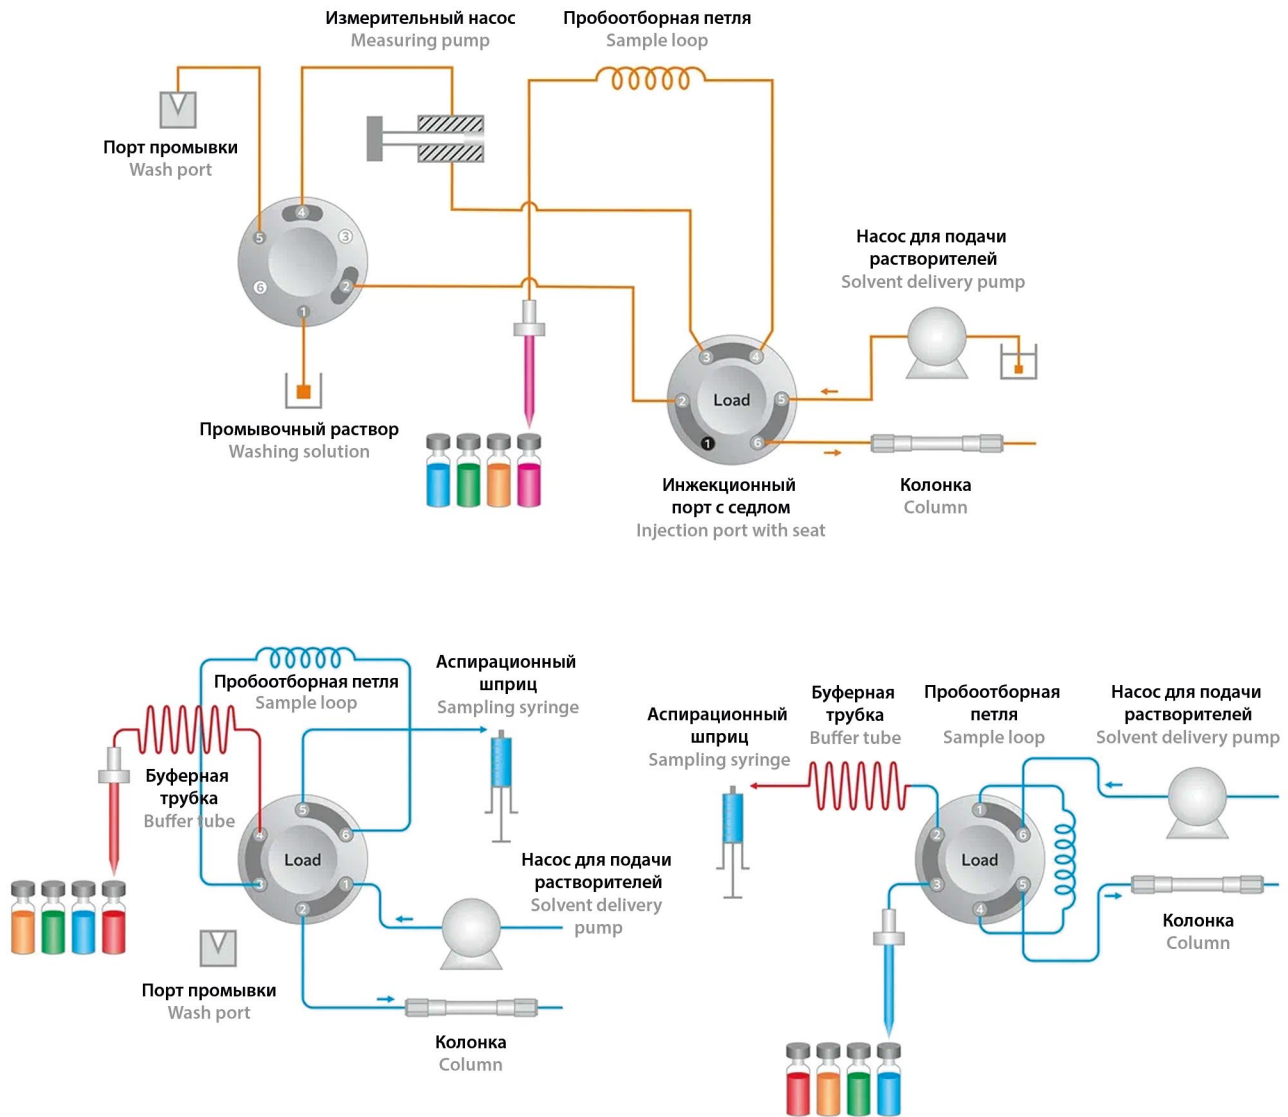 Измерительный насос
Measuring pump
Пробоотборная петля
Sample loop
Порт промывки
Wash port
4
5
3
6
2
1
Насос для подачи
растворителей
Solvent delivery pump
3
4
2
Load
5
1
6
Промывочный раствор
Washing solution
Инжекционный
порт с седлом
Injection port with seat
Колонка
Column
Пробоотборная петля
Sample loop
Аспирационный
шприц
Sampling syringe
Буферная
трубка
Buffer tube
5
4
6
Load
3
1
2
Насос для подачи
растворителей
Solvent delivery
pump
Порт промывки
Wash port
Колонка
Column
Аспирационный
шприц
Sampling syringe
Буферная
трубка
Buffer tube
Пробоотборная
петля
Sample loop
Насос для подачи
растворителей
Solvent delivery pump
1
2
6
Load
3
5
4
Колонка
Column